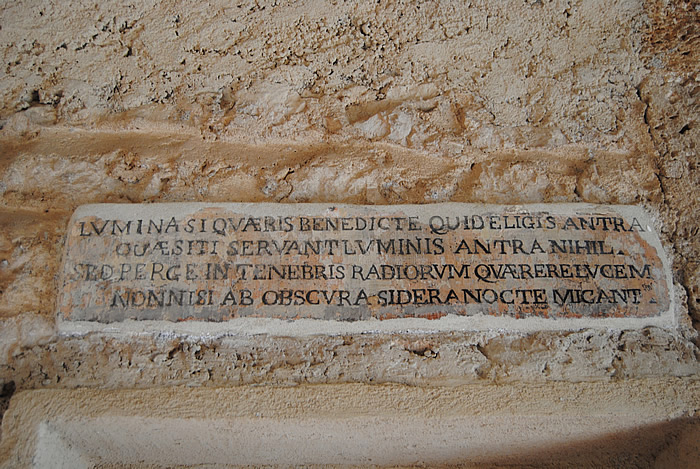 LVMINA SI QVÆRIS BENEDICTE QVID ELIGIS ANTRA
QVÆSITI SERVANT LVMINIS ANTRA NIHIL.
SED PERGE IN TENEBRIS RADIORVM QVÆRERE LVCEM
NONNISI AB OBSCVRA SIDERA NOCTE MICANT